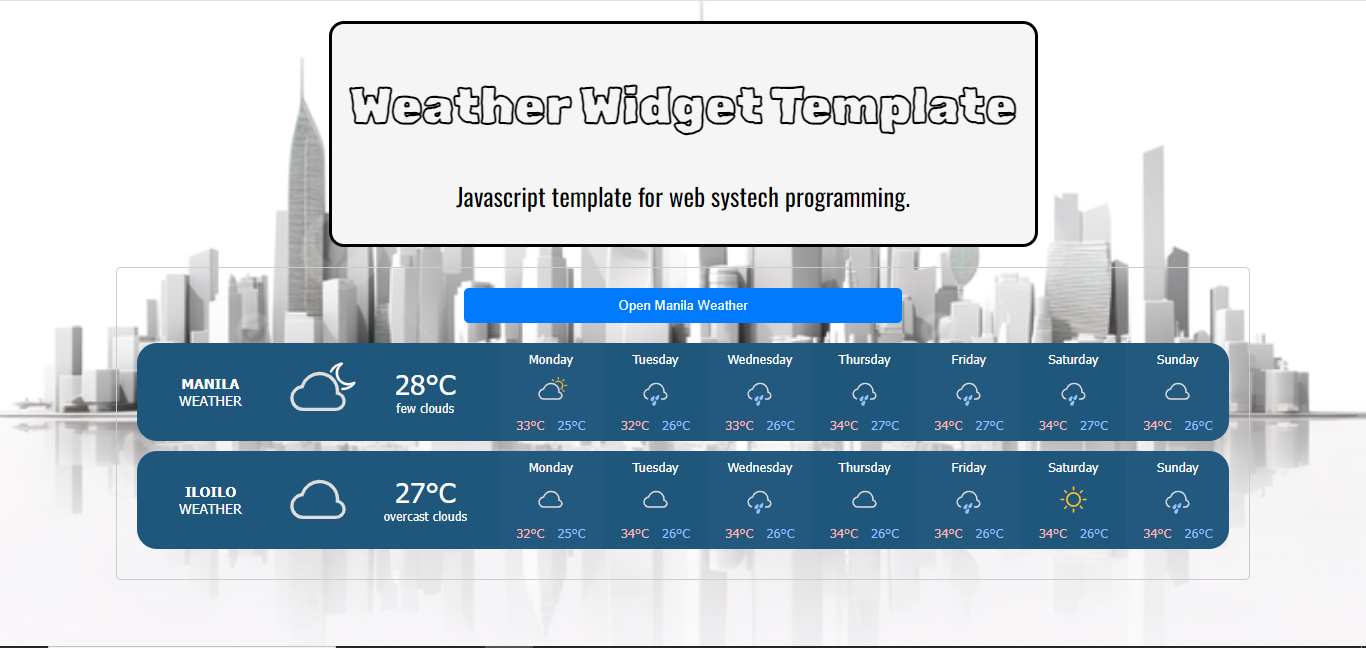 Weather Widget Template
Javascript template for web systech programming.
Open Manila Weather
MANILA
WEATHER
28°C
few clouds
Monday Tuesday Wednesday Thursday Friday Saturday Sunday
33°C 25°C 32°C 26°C 33°C 26°C 34°C 27°C 34°C 27°C 34°C 27°C 34°C 26°C
ILOILO
WEATHER
27°C
overcast clouds
Monday Tuesday Wednesday Thursday Friday Saturday Sunday
32°C 25°C 34°C 26°C 34°C 26°C 34°C 26°C 34°C 26°C 34°C 26°C 34°C 26°C